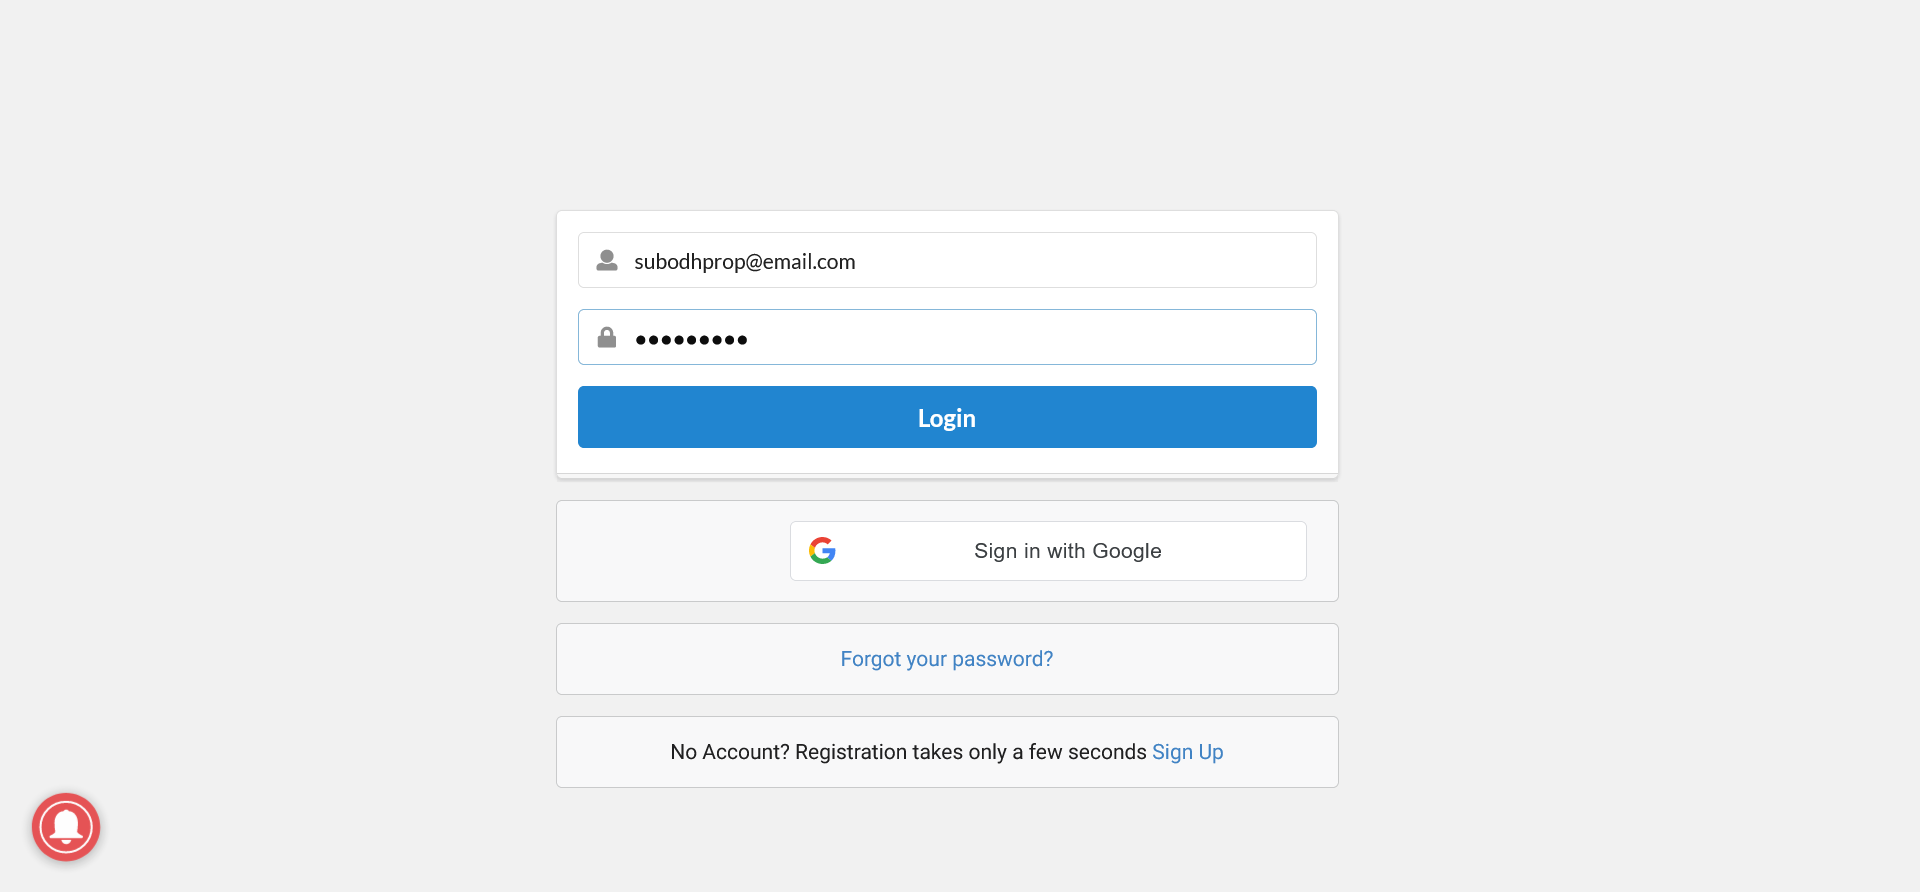 subodhprop@email.com
•••••••••
Login
Sign in with Google
Forgot your password?
No Account? Registration takes only a few seconds Sign Up